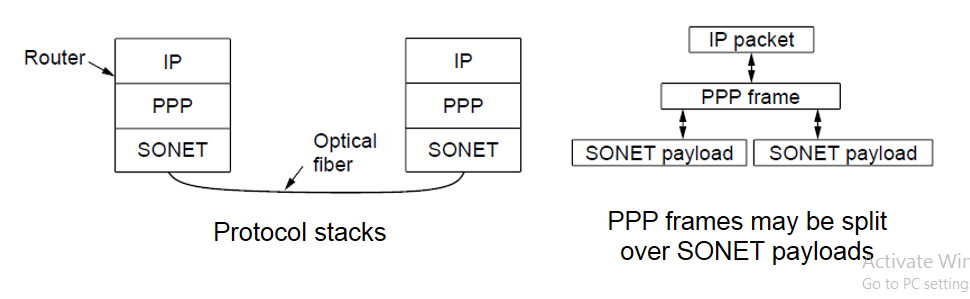 Router
IP
PPP
SONET
Optical
fiber
IP
PPP
SONET
Protocol stacks
IP packet
PPP frame
SONET payload
SONET payload
PPP frames may be split
over SONET payloads
Activate Win
Go to PC setting